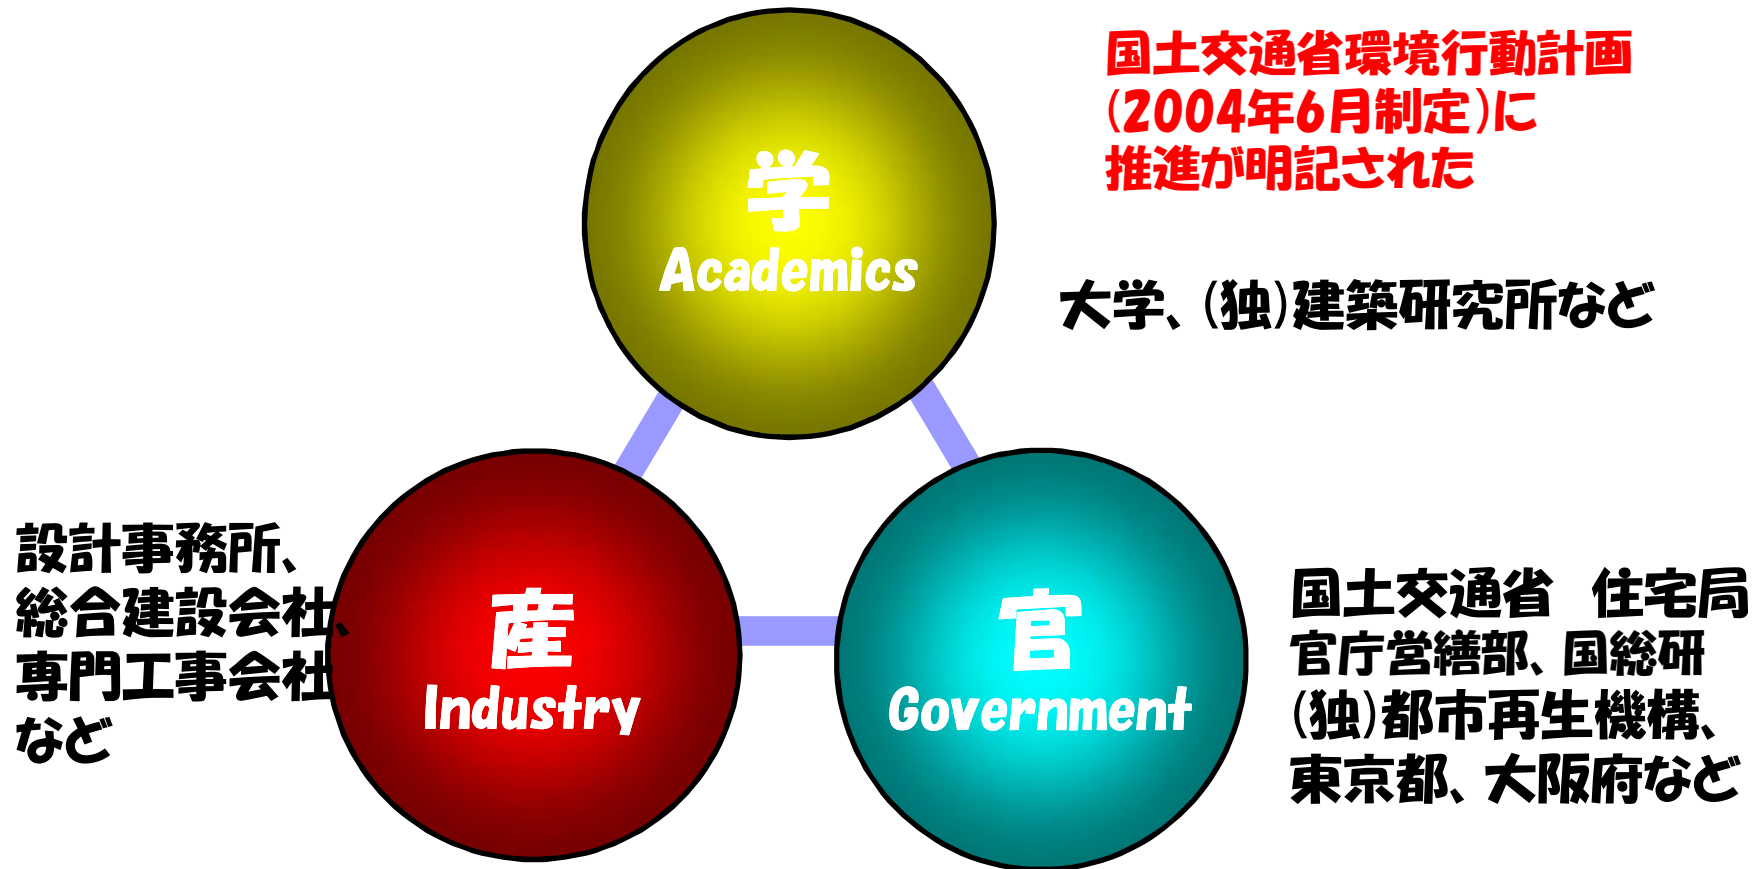 国土交通省環境行動計画
(2004年6月制定)に
推進が明記された
学
Academics
大学、(独)建築研究所など
設計事務所、
総合建設会社、
専門工事会社
など
産
Industry
官
Government
国土交通省　住宅局
官庁営繕部、国総研
(独)都市再生機構、
東京都、大阪府など